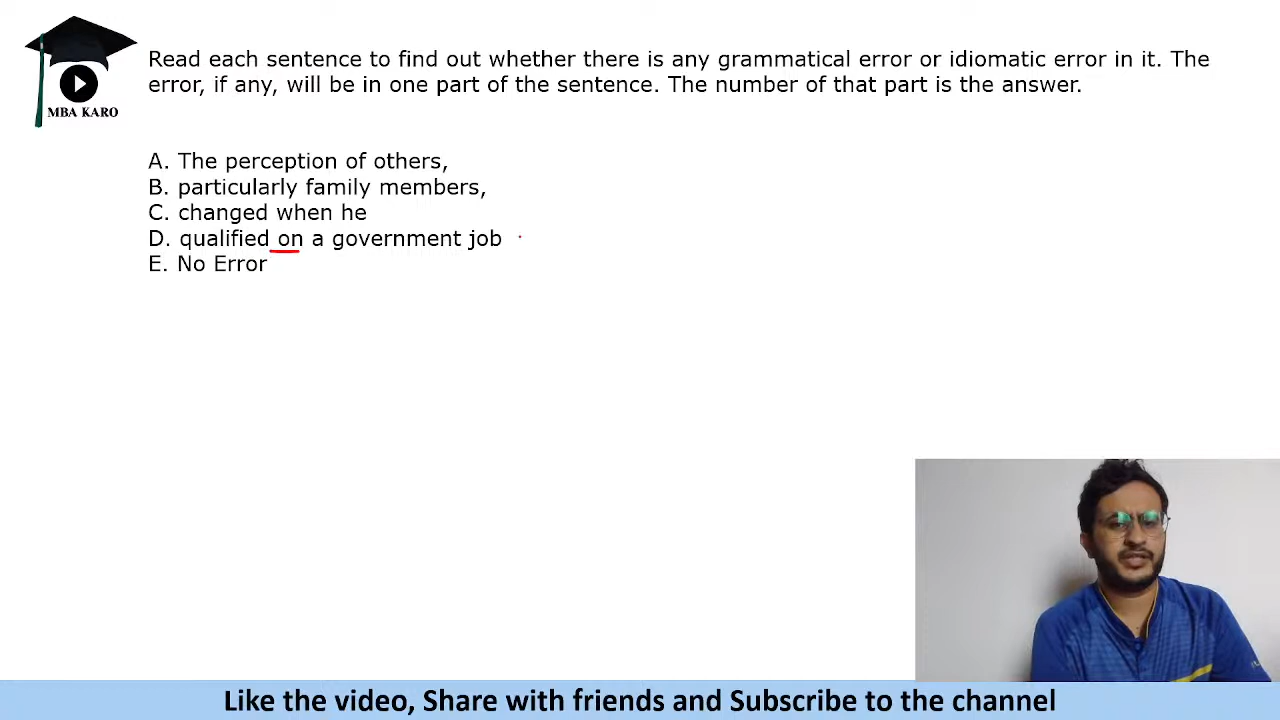 MBA KARO
Read each sentence to find out whether there is any grammatical error or idiomatic error in it. The
error, if any, will be in one part of the sentence. The number of that part is the answer.
A. The perception of others,
B. particularly family members,
C. changed when he
D. qualified on a government job
E. No Error
Like the video, Share with friends and Subscribe to the channel